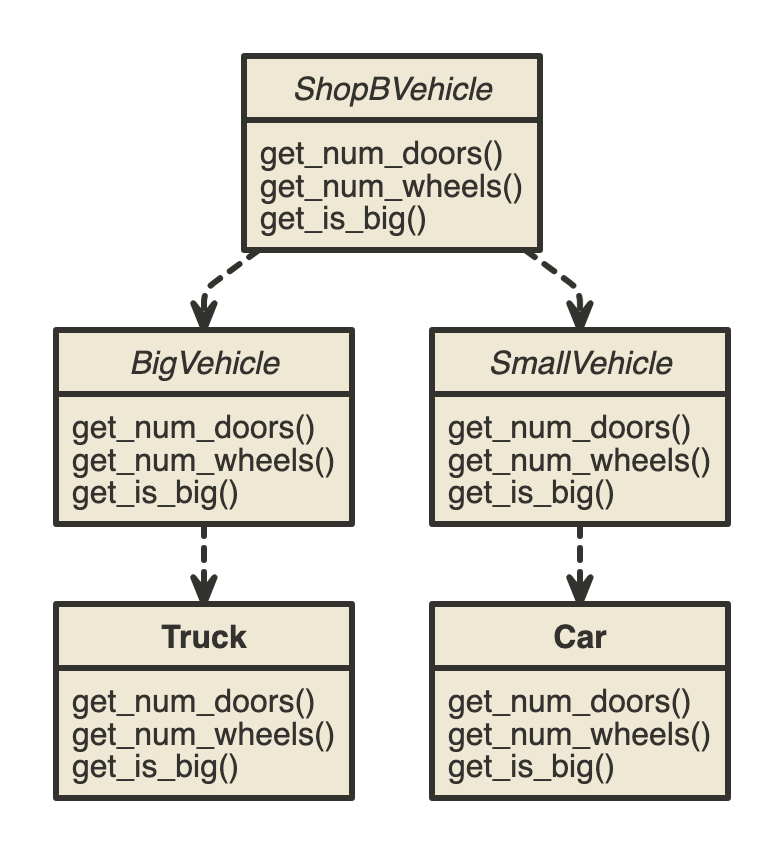 ShopBVehicle
get_num_doors()
get_num_wheels()
get_is_big()
BigVehicle
get_num_doors()
get_num_wheels()
get_is_big()
SmallVehicle
get_num_doors()
get_num_wheels()
get_is_big()
Truck
get_num_doors()
get_num_wheels()
get_is_big()
Car
get_num_doors()
get_num_wheels()
get_is_big()